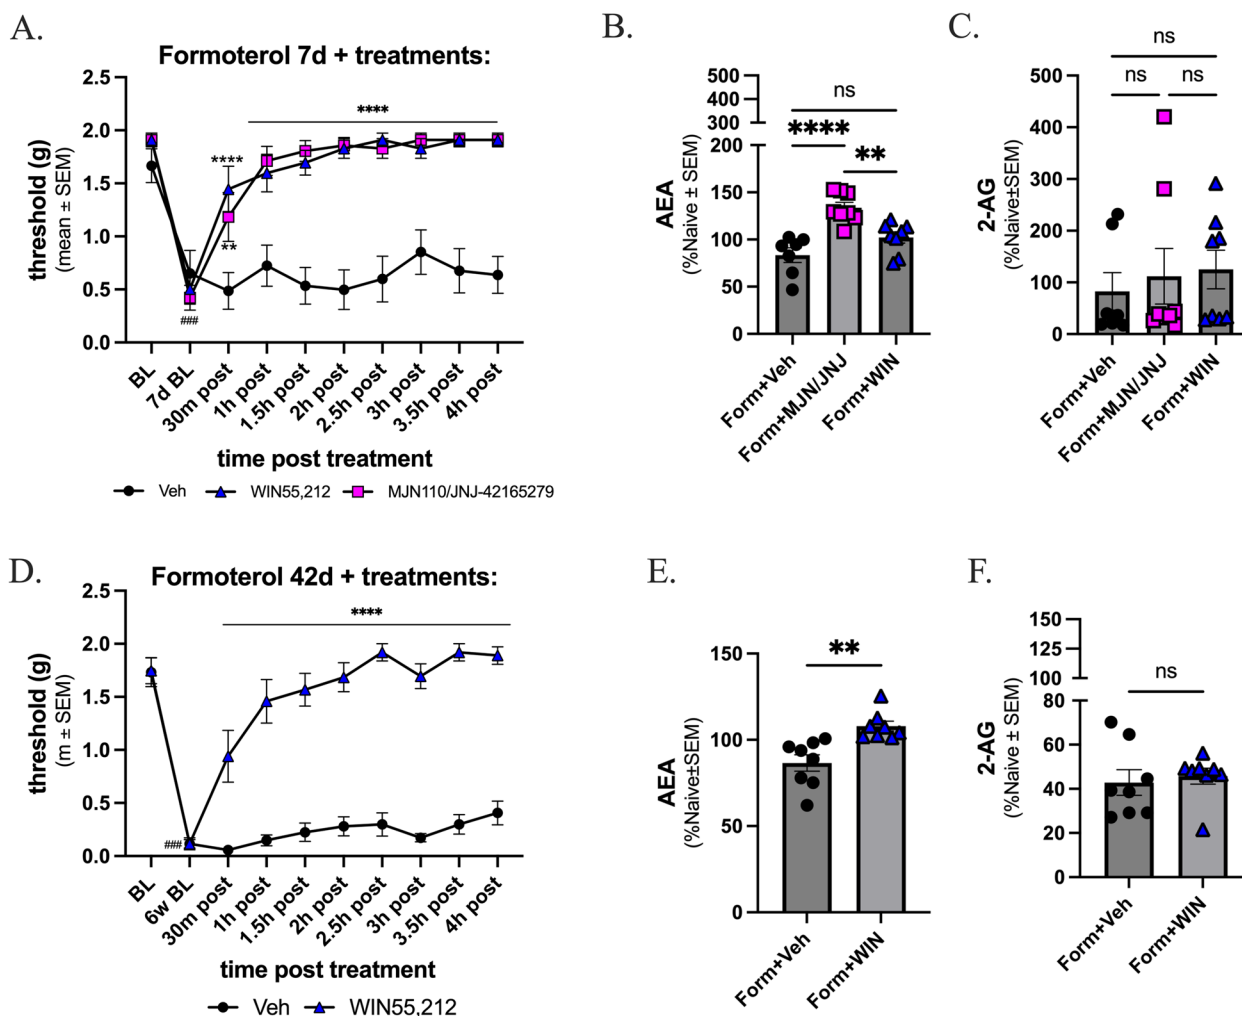 A.
Formoterol 7d + treatments:
threshold (g)
(mean ± SEM)
2.5
2.0
1.5
1.0
0.5
0.0
****
****
**
###
BL
7d BL
30m post
1h post
1.5h post
2h post
2.5h post
3h post
3.5h post
4h post
time post treatment
Veh
WIN55,212
MJN110/JNJ-42165279
B.
AEA
(%Naive ± SEM)
500
400
300
200
150
100
50
0
ns
****
**
Form+Veh
Form+MJN/JNJ
Form+WIN
C.
2-AG
(%Naive±SEM)
500
400
300
200
100
0
ns
ns
ns
Form+Veh
Form+MJN/JNJ
Form+WIN
D.
Formoterol 42d + treatments:
threshold (g)
(m ± SEM)
2.5
2.0
1.5
1.0
0.5
0.0
****
###
BL
6w BL
30m post
1h post
1.5h post
2h post
2.5h post
3h post
3.5h post
4h post
time post treatment
Veh
WIN55,212
E.
AEA
(%Naive±SEM)
150
100
50
0
**
Form+Veh
Form+WIN
F.
2-AG
(%Naive ± SEM)
150
100
80
60
40
20
0
ns
Form+Veh
Form+WIN